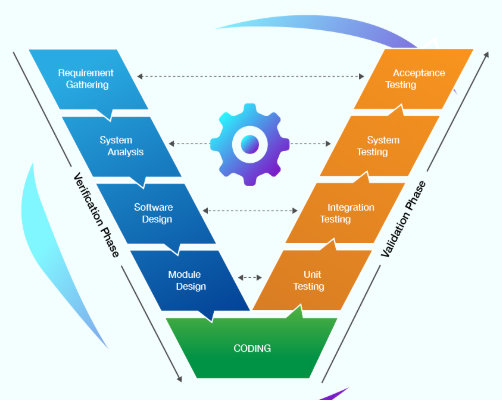 Requirement
Gathering
Acceptance
Testing
System
Analysis
System
Testing
Software
Design
Integration
Testing
Module
Design
Unit
Testing
CODING
Verification Phase
Validation Phase